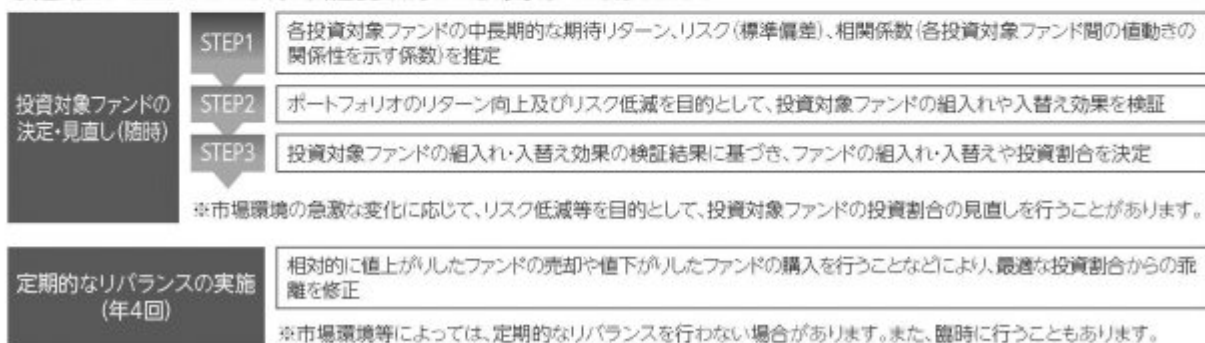 投資対象ファンドの
決定・見直し(随時)
STEP1
各投資対象ファンドの中長期的な期待リターン、リスク(標準偏差)、相関係数(各投資対象ファンド間の値動きの
関係性を示す係数)を推定
STEP2
ポートフォリオのリターン向上及びリスク低減を目的として、投資対象ファンドの組入れや入替え効果を検証
STEP3
投資対象ファンドの組入れ・入替え効果の検証結果に基づき、ファンドの組入れ・入替えや投資割合を決定
※市場環境の急激な変化に応じて、リスク低減等を目的として、投資対象ファンドの投資割合の見直しを行うことがあります。
定期的なリバランスの実施
(年4回)
相対的に値上がりしたファンドの売却や値下がりしたファンドの購入を行うことなどにより、最適な投資割合からの乖
離を修正
※市場環境等によっては、定期的なリバランスを行わない場合があります。また、臨時に行うこともあります。